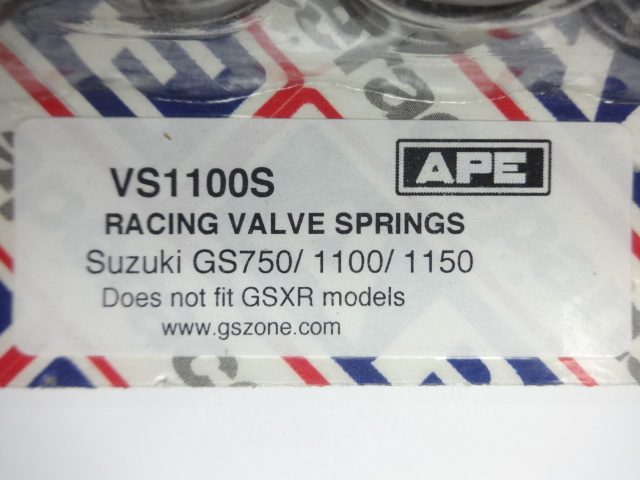 APE
VS1100S
RACING VALVE SPRINGS
Suzuki GS750/ 1100/ 1150
Does not fit GSXR models
www.gszone.com